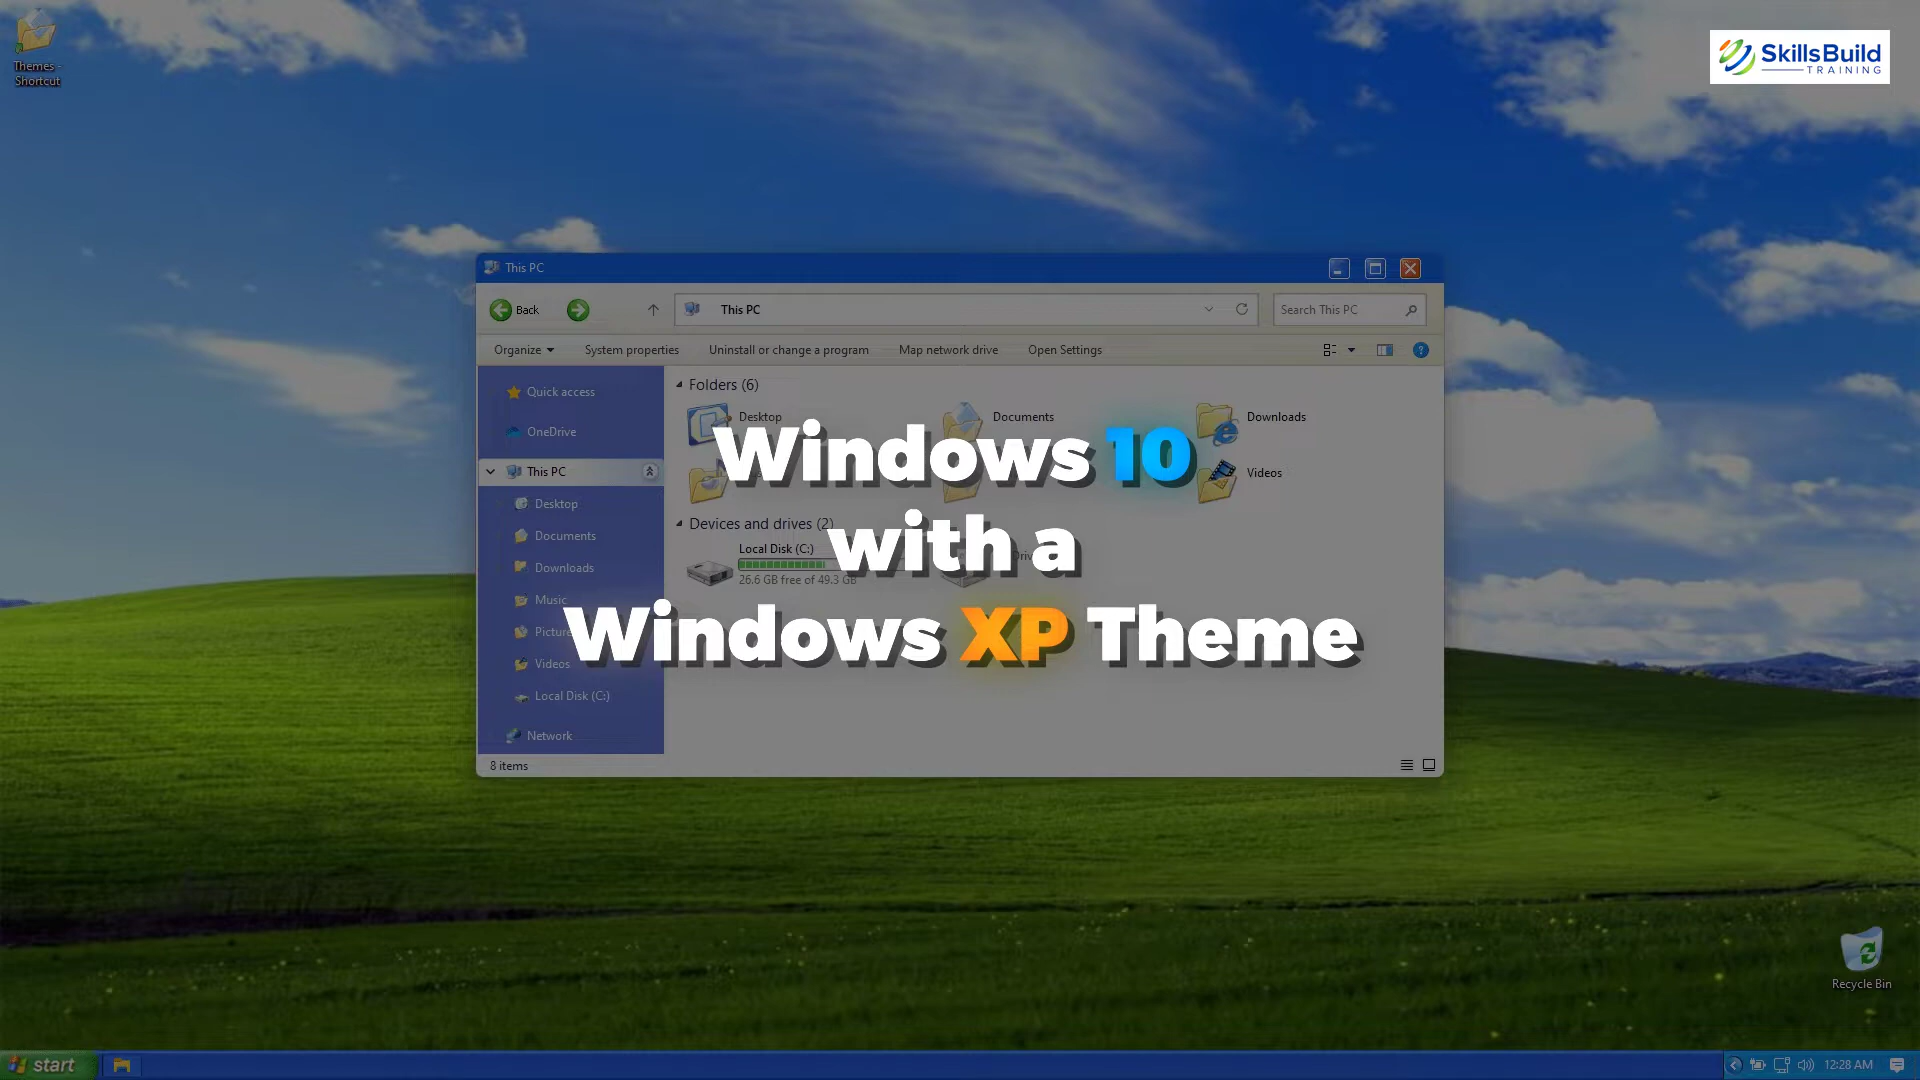 Themes -
Shortcut
SkillsBuild
TRAINING
This PC
Back
This PC
Search This PC
Organize
System properties
Uninstall or change a program
Map network drive
Open Settings
Quick access
OneDrive
This PC
Desktop
Documents
Downloads
Music
Videos
Local Disk (C:)
Network
Folders (6)
Desktop
Documents
Downloads
Videos
Devices and drives (2)
Local Disk (C:)
26.6 GB free of 49.3 GB
8 items
Windows 10
with a
Windows XP Theme
Recycle Bin
start
12:28 AM